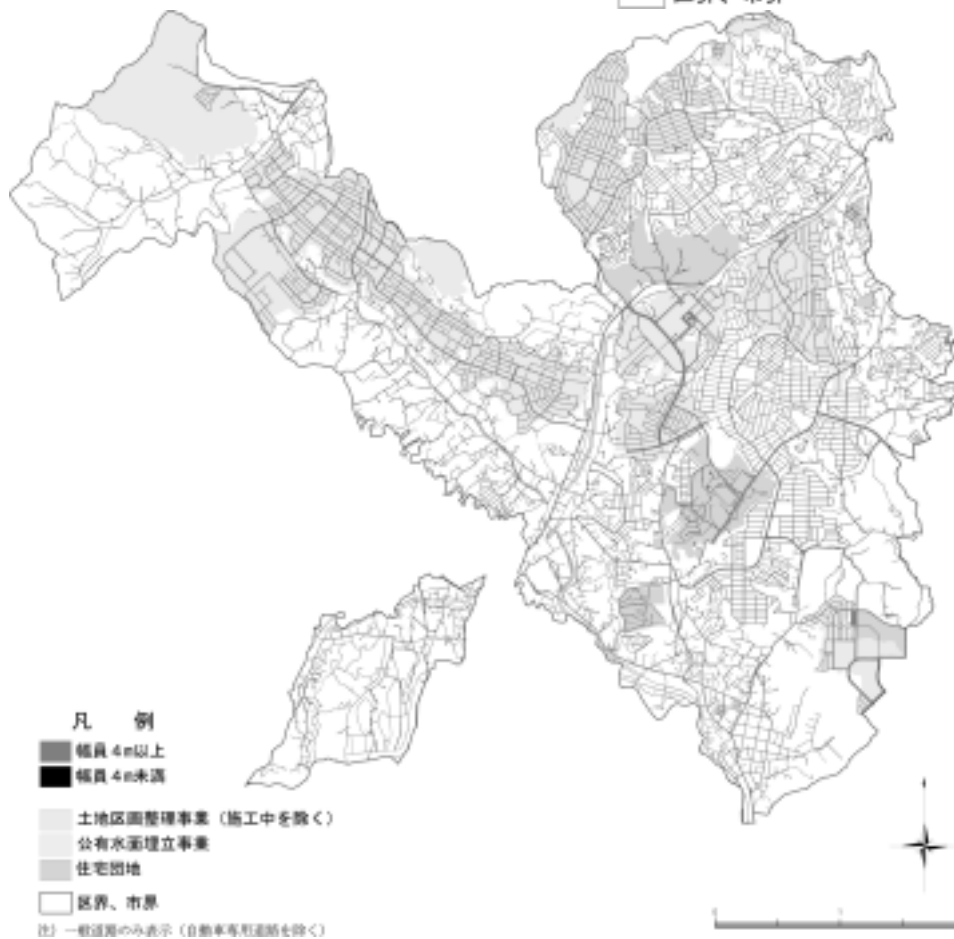 凡 例
幅員4m以上
幅員4m未満
土地区画整理事業(施工中を除く)
公有水面埋立事業
住宅団地
区界、市界
注)一般道路のみ表示(自動車専用道路を除く)